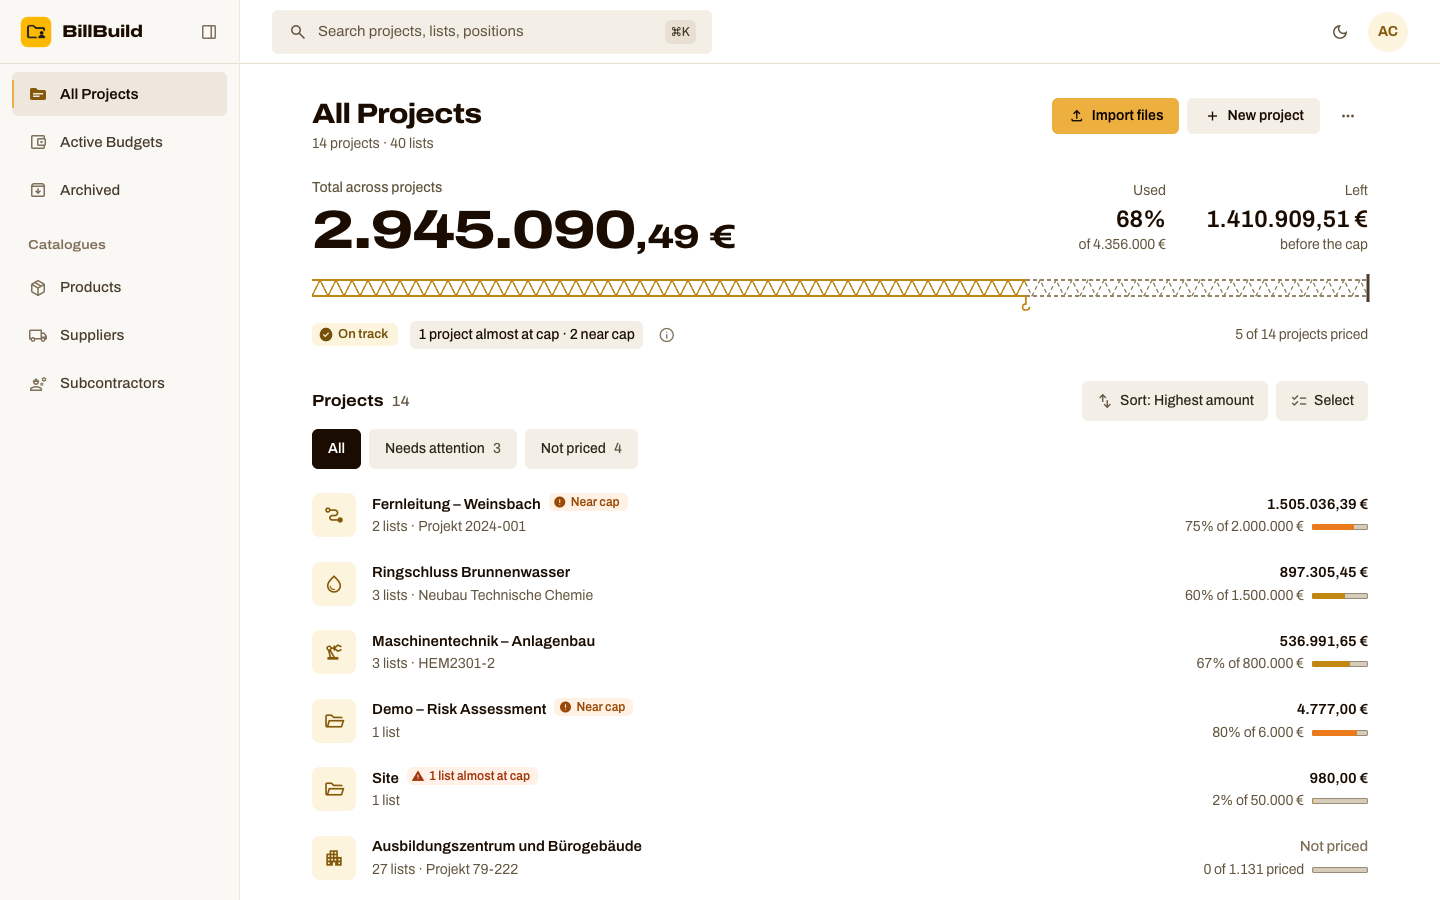 BillBuild
Search projects, lists, positions
⌘K
AC
All Projects
Active Budgets
Archived
Catalogues
Products
Suppliers
Subcontractors
All Projects
14 projects · 40 lists
Import files
New project
Total across projects
2.945.090,49 €
Used
68%
of 4.356.000 €
Left
1.410.909,51 €
before the cap
On track
1 project almost at cap · 2 near cap
5 of 14 projects priced
Projects 14
Sort: Highest amount
Select
All
Needs attention 3
Not priced 4
Fernleitung – Weinsbach Near cap
1.505.036,39 €
2 lists · Projekt 2024-001
75% of 2.000.000 €
Ringschluss Brunnenwasser
897.305,45 €
3 lists · Neubau Technische Chemie
60% of 1.500.000 €
Maschinentechnik – Anlagenbau
536.991,65 €
3 lists · HEM2301-2
67% of 800.000 €
Demo – Risk Assessment Near cap
4.777,00 €
1 list
80% of 6.000 €
Site 1 list almost at cap
980,00 €
1 list
2% of 50.000 €
Ausbildungszentrum und Bürogebäude
Not priced
27 lists · Projekt 79-222
0 of 1.131 priced